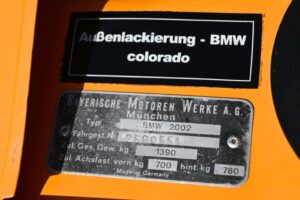 Außenlackierung - BMW
colorado
BAYERISCHE MOTOREN WERKE A.G.
München
Typ BMW 2002
Fahrgest Nr.
Zul. Ges. Gew. kg 1390
Zul. Achslast vorn kg 700 hint. kg 780
Made in Germany